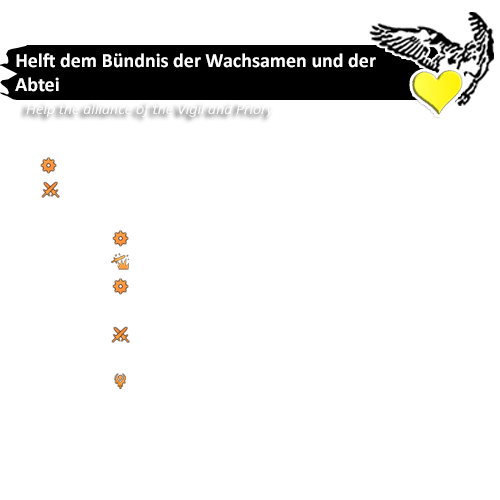 Helft dem Bündnis der Wachsamen und der
Abtei
Help the alliance of the Vigil and Priory